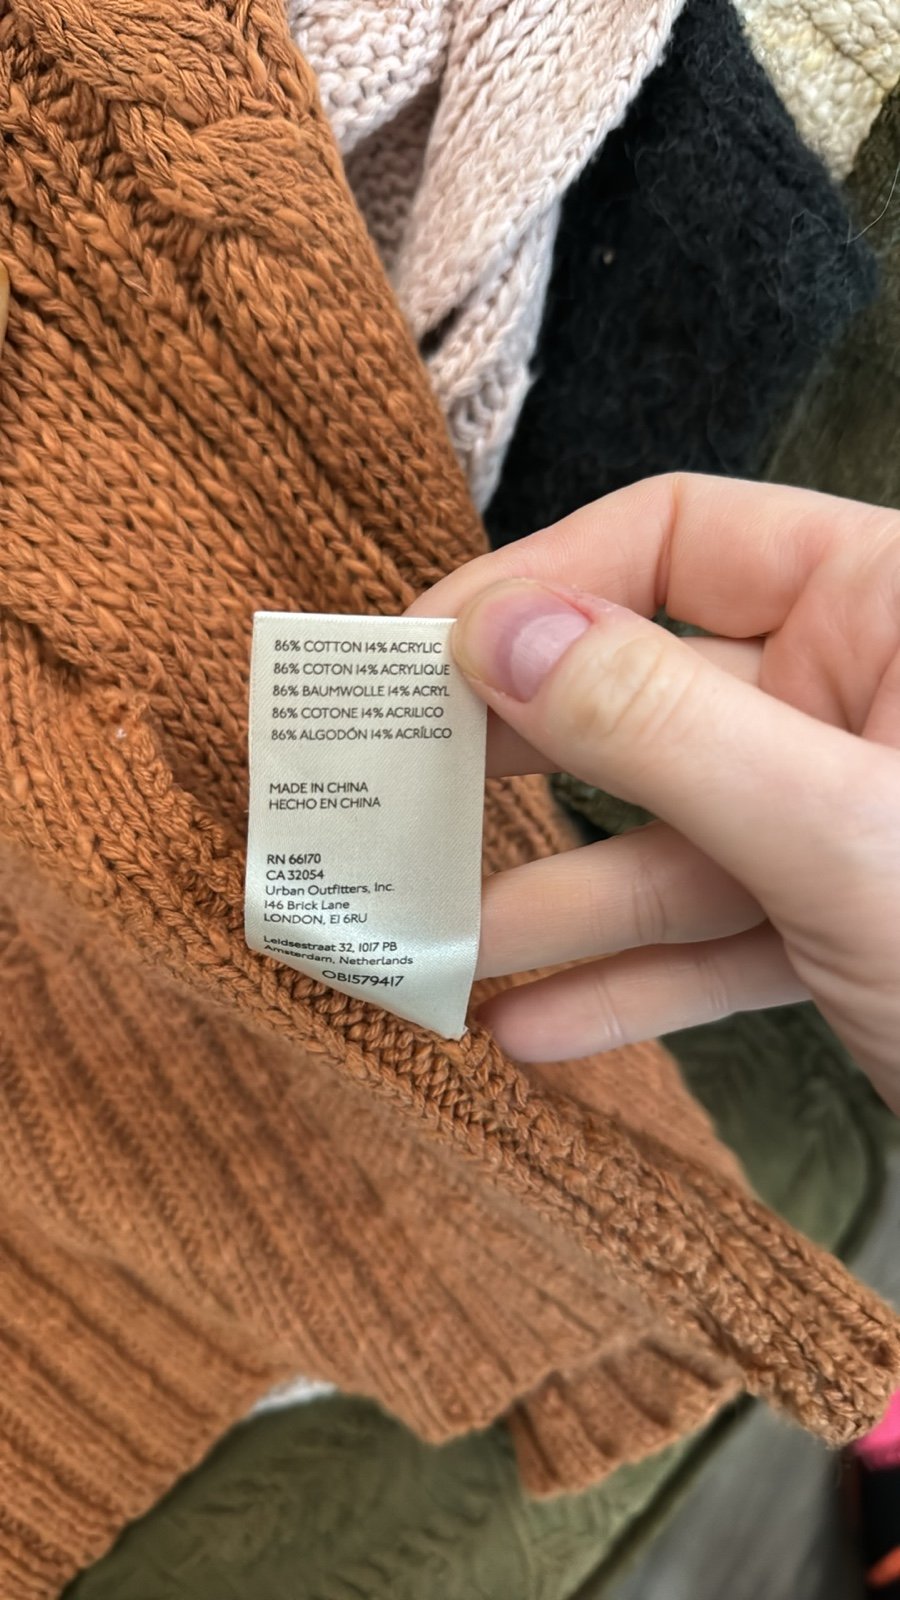 86% COTTON 14% ACRYLIC
86% COTON 14% ACRYLIQUE
86% BAUMWOLLE 14% ACRYL
86% COTONE 14% ACRILICO
86% ALGODÓN 14% ACRÍLICO
MADE IN CHINA
HECHO EN CHINA
RN 66170
CA 32054
Urban Outfitters, Inc.
146 Brick Lane
LONDON, E1 6RU
Leidsestraat 32, 1017 PB
Amsterdam, Netherlands
OB1579417